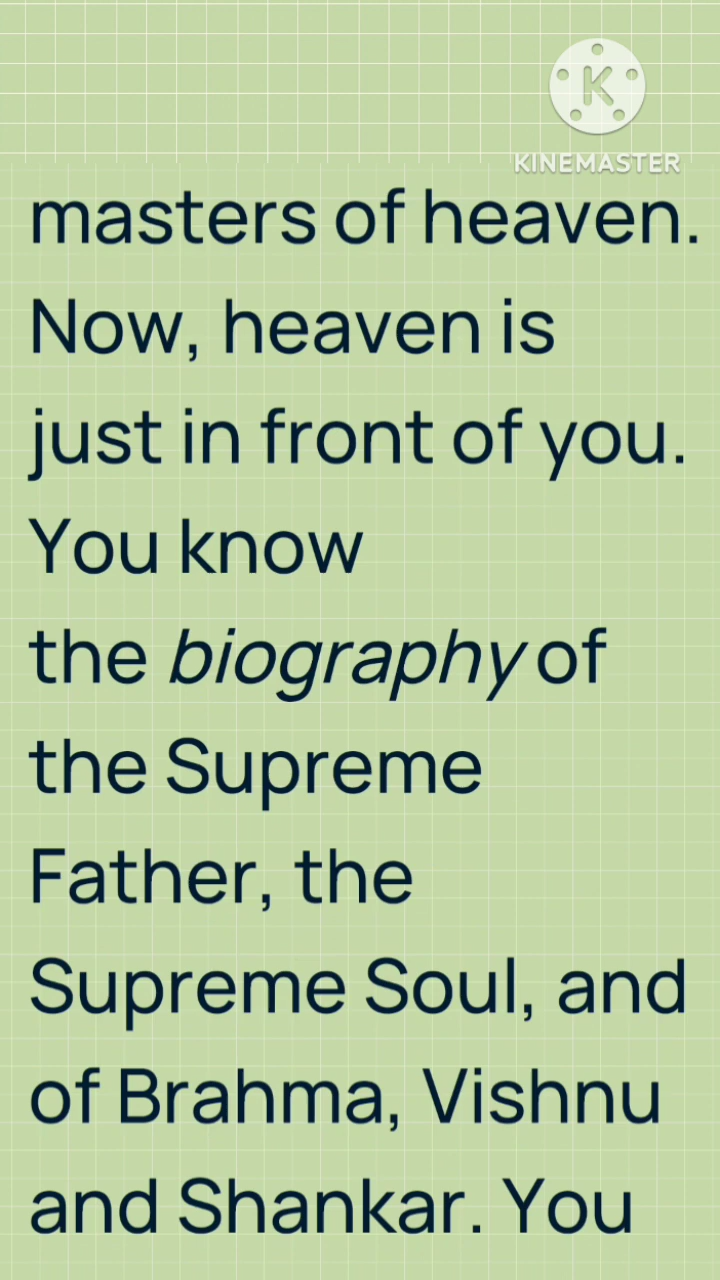 KINEMASTER
masters of heaven.
Now, heaven is
just in front of you.
You know
the biography of
the Supreme
Father, the
Supreme Soul, and
of Brahma, Vishnu
and Shankar. You